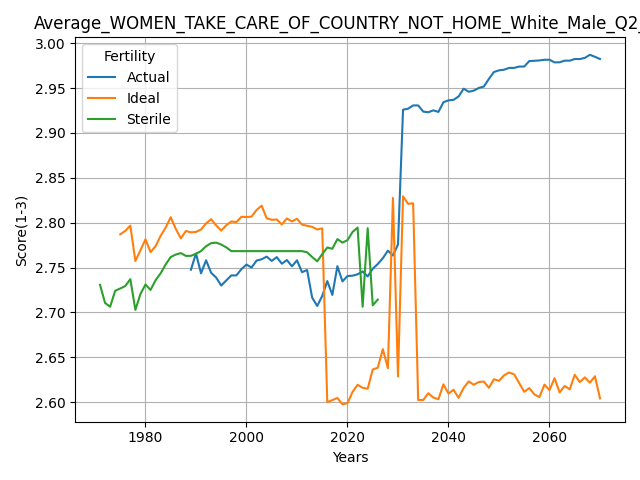 Average_WOMEN_TAKE_CARE_OF_COUNTRY_NOT_HOME_White_Male_Q2_
Fertility
Actual
Ideal
Sterile
Score(1-3)
3.00
2.95
2.90
2.85
2.80
2.75
2.70
2.65
2.60
1980 2000 2020 2040 2060
Years